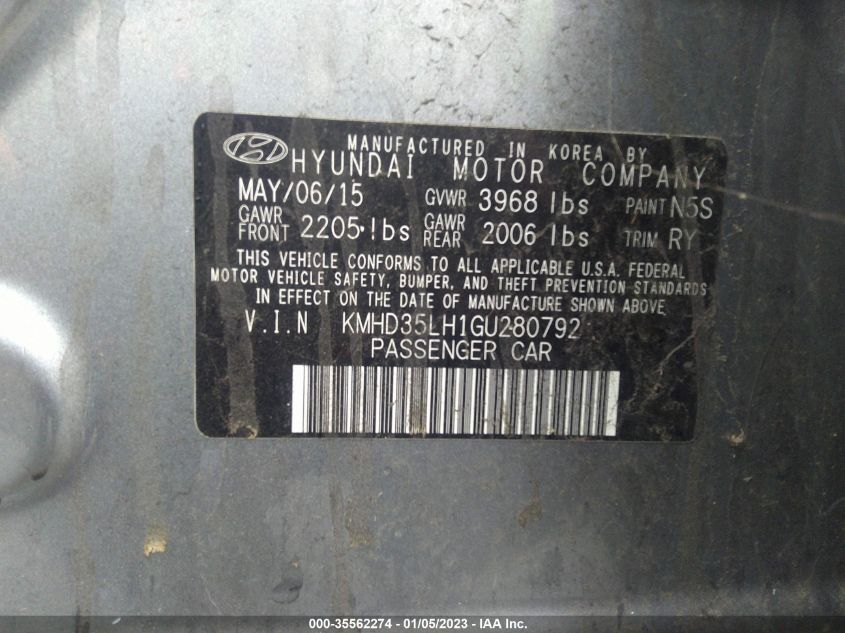 MANUFACTURED IN KOREA BY
HYUNDAI MOTOR COMPANY
MAY/06/15 GVWR 3968 lbs PAINT N5S
GAWR FRONT 2205 lbs GAWR REAR 2006 lbs TRIM RY
THIS VEHICLE CONFORMS TO ALL APPLICABLE U.S.A. FEDERAL
MOTOR VEHICLE SAFETY, BUMPER, AND THEFT PREVENTION STANDARDS
IN EFFECT ON THE DATE OF MANUFACTURE SHOWN ABOVE
V.I.N KMHD35LH1GU280792
PASSENGER CAR
000-35562274 - 01/05/2023 - IAA Inc.